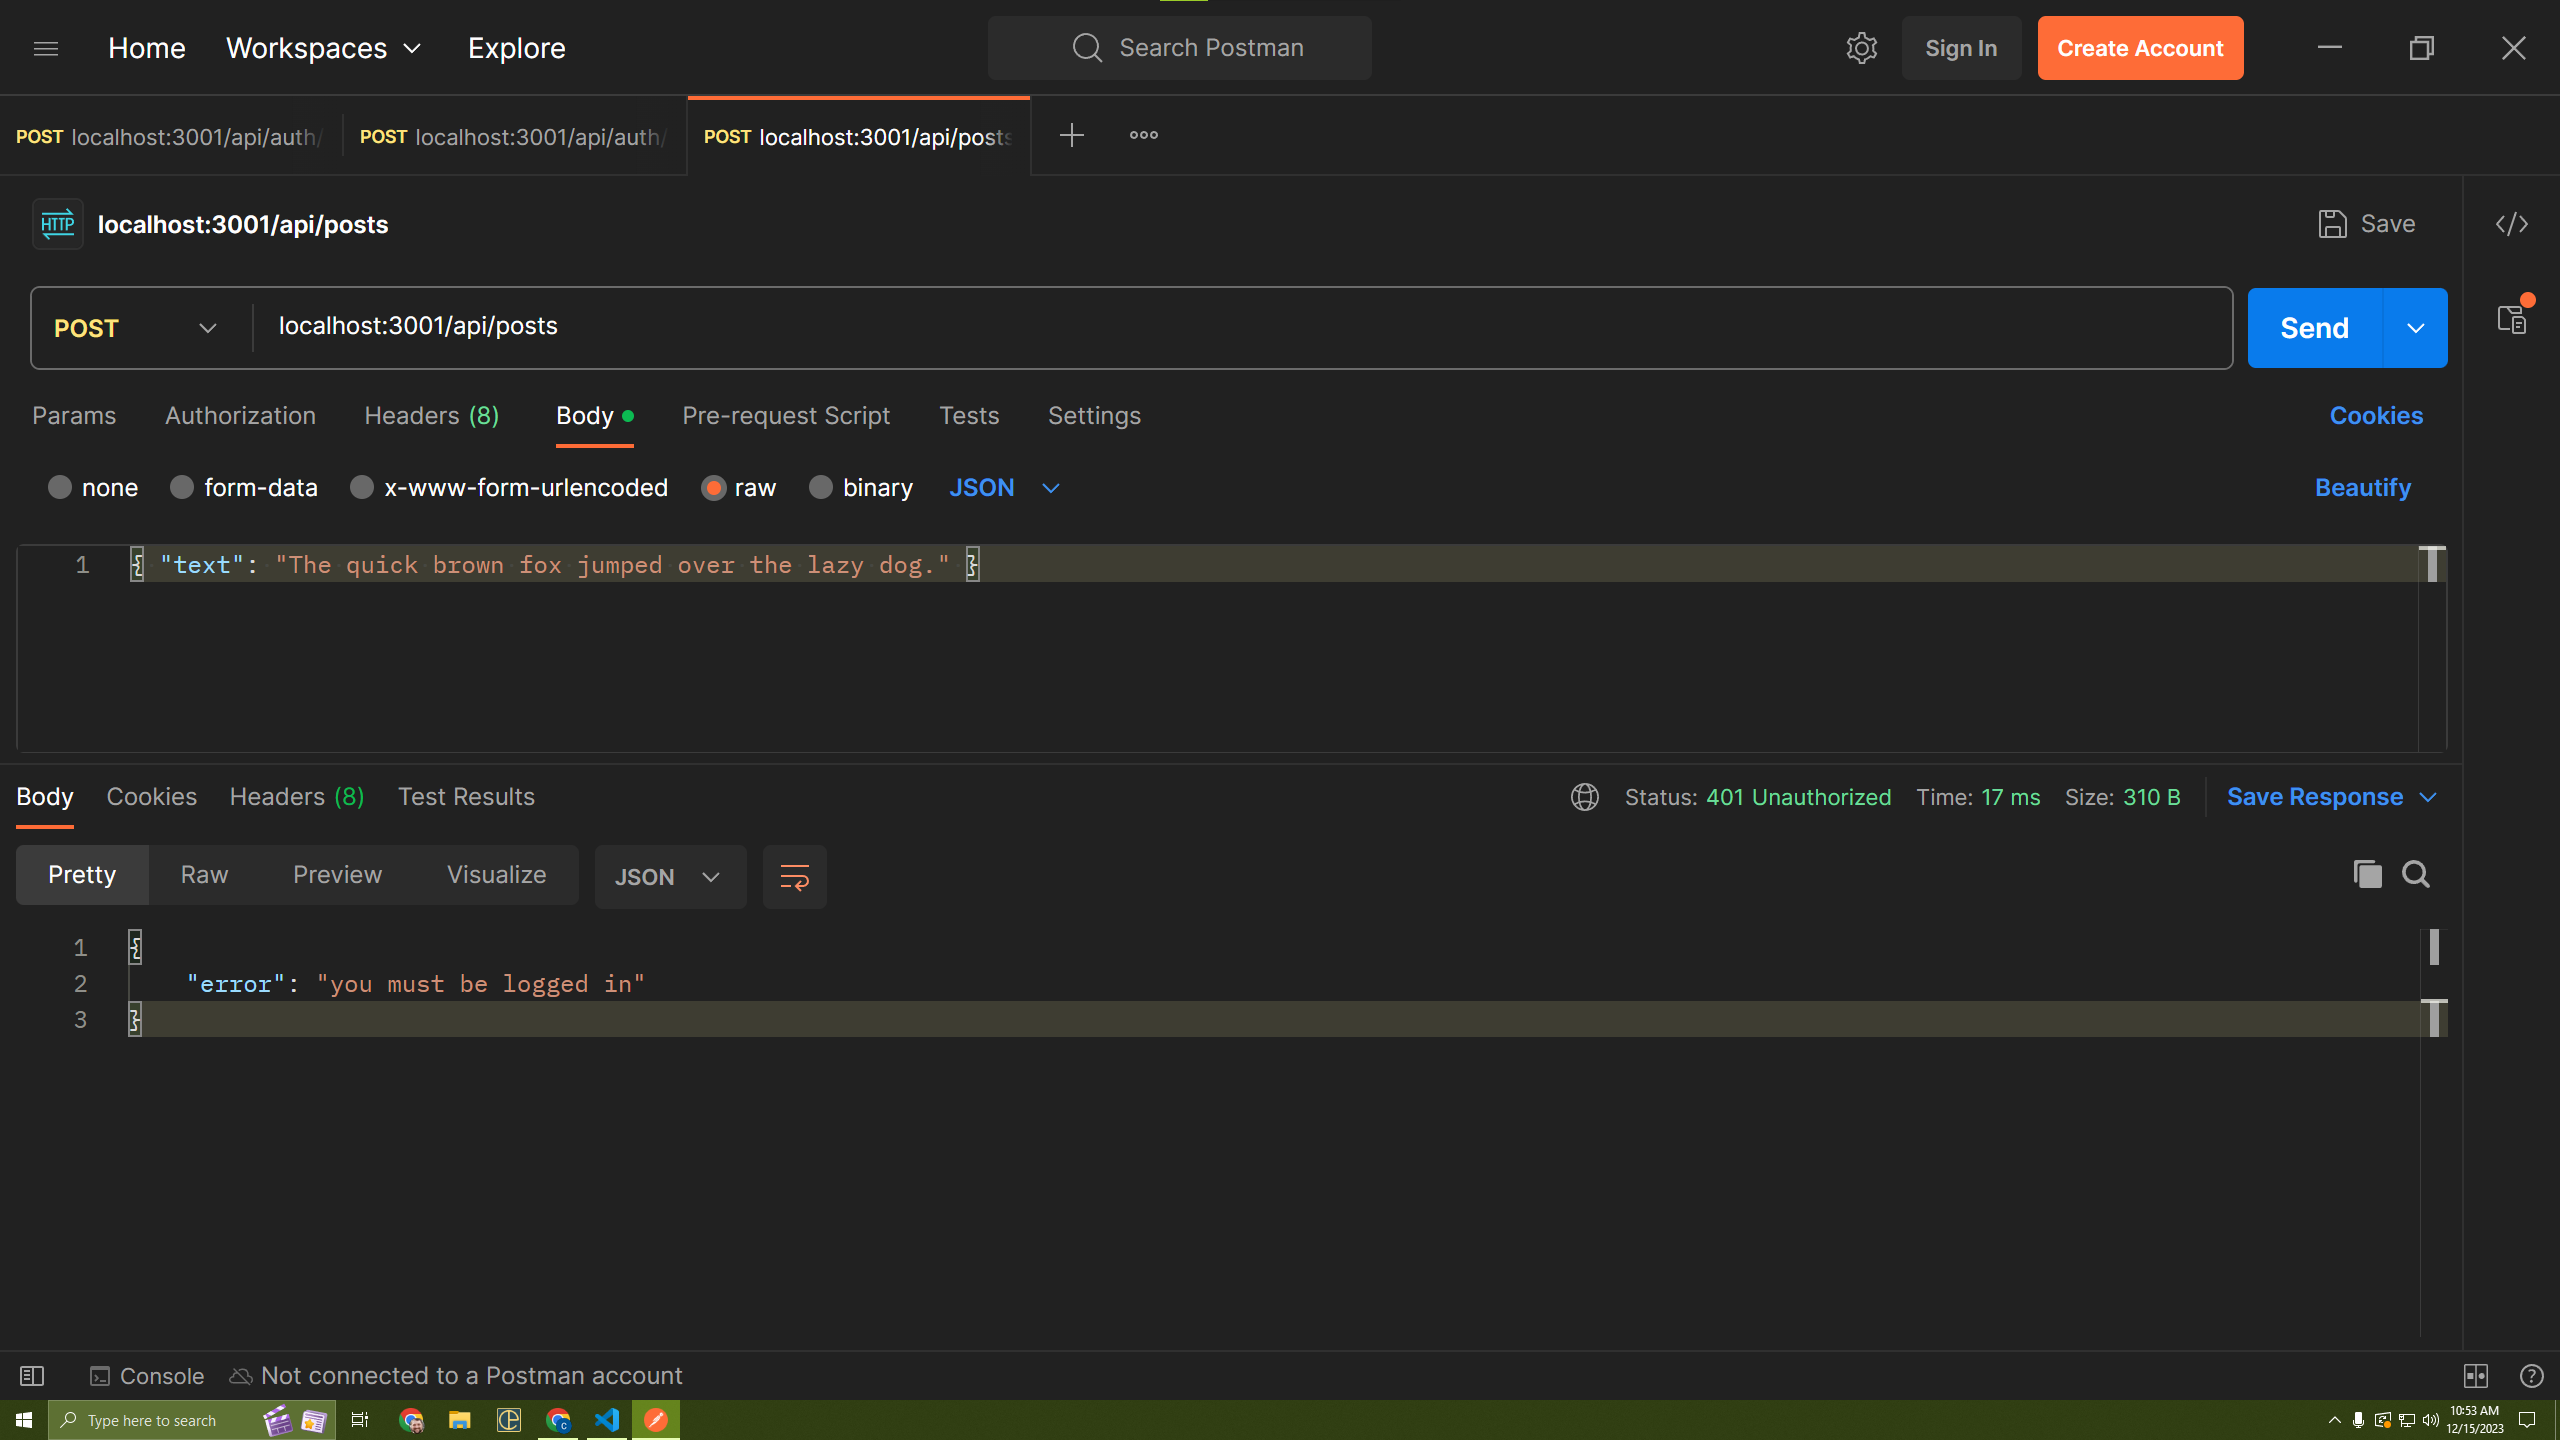 Home Workspaces Explore Search Postman Sign In Create Account
POST localhost:3001/api/auth/ POST localhost:3001/api/auth/ POST localhost:3001/api/posts
HTTP localhost:3001/api/posts Save
POST localhost:3001/api/posts Send
Params Authorization Headers (8) Body Pre-request Script Tests Settings Cookies
none form-data x-www-form-urlencoded raw binary JSON Beautify
1 { "text": "The quick brown fox jumped over the lazy dog." }
Body Cookies Headers (8) Test Results Status: 401 Unauthorized Time: 17 ms Size: 310 B Save Response
Pretty Raw Preview Visualize JSON
1 {
2 "error": "you must be logged in"
3 }
Console Not connected to a Postman account
Type here to search 10:53 AM
12/15/2023